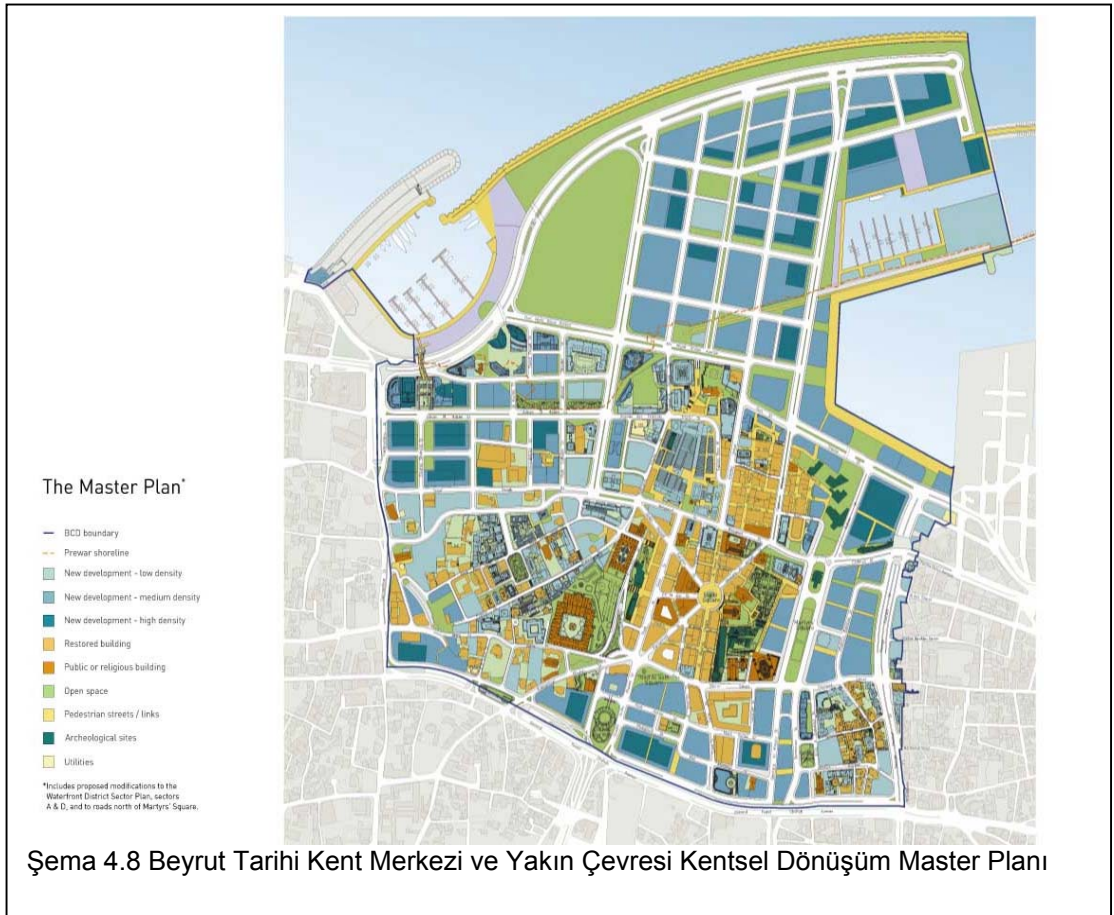 The Master Plan*
BCD boundary
Prewar shoreline
New development - low density
New development - medium density
New development - high density
Restored building
Public or religious building
Open space
Pedestrian streets / links
Archeological sites
Utilities
*Includes proposed modifications to the
Waterfront District Sector Plan, sectors
A & D, and to roads north of Martyrs' Square.
Şema 4.8 Beyrut Tarihi Kent Merkezi ve Yakın Çevresi Kentsel Dönüşüm Master Planı